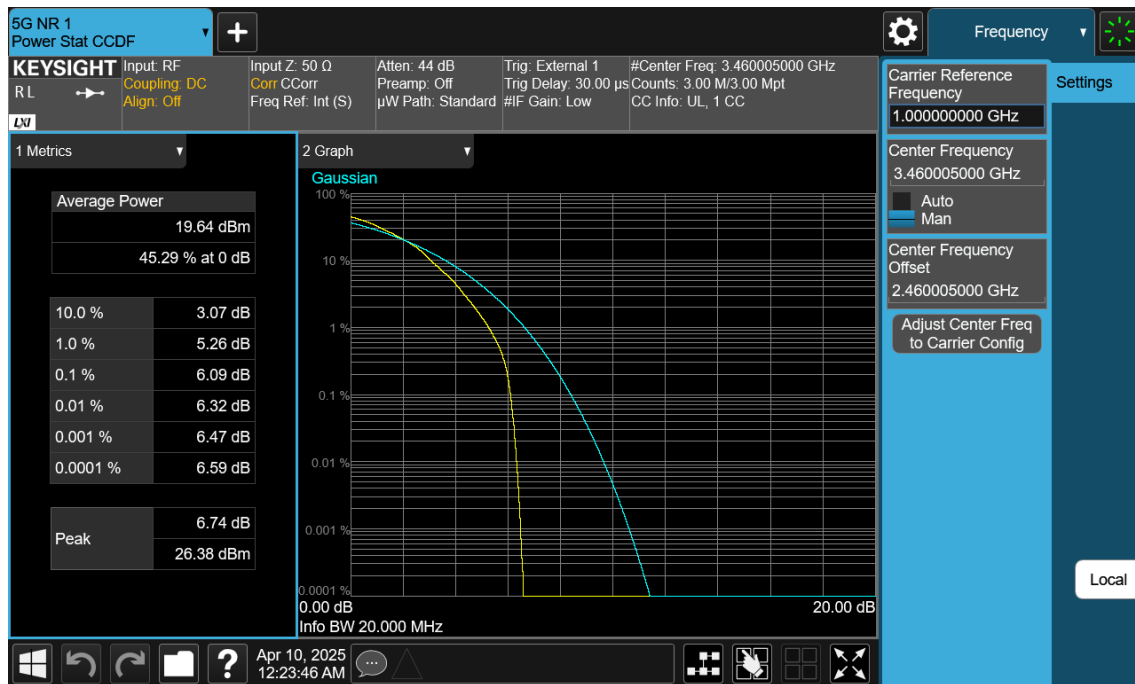 5G NR 1
Power Stat CCDF
Frequency
KEYSIGHT
R L
LXI
Input: RF
Coupling: DC
Align: Off
Input Z: 50 Ω
Corr CCorr
Freq Ref: Int (S)
Atten: 44 dB
Preamp: Off
µW Path: Standard
Trig: External 1
Trig Delay: 30.00 µs
#IF Gain: Low
#Center Freq: 3.460005000 GHz
Counts: 3.00 M/3.00 Mpt
CC Info: UL, 1 CC
1 Metrics
Average Power
19.64 dBm
45.29 % at 0 dB
10.0 % 3.07 dB
1.0 % 5.26 dB
0.1 % 6.09 dB
0.01 % 6.32 dB
0.001 % 6.47 dB
0.0001 % 6.59 dB
Peak
6.74 dB
26.38 dBm
2 Graph
Gaussian
100 %
10 %
1 %
0.1 %
0.01 %
0.001 %
0.0001 %
0.00 dB 20.00 dB
Info BW 20.000 MHz
Carrier Reference
Frequency
1.000000000 GHz
Center Frequency
3.460005000 GHz
Auto
Man
Center Frequency
Offset
2.460005000 GHz
Adjust Center Freq
to Carrier Config
Settings
Local
?
Apr 10, 2025
12:23:46 AM